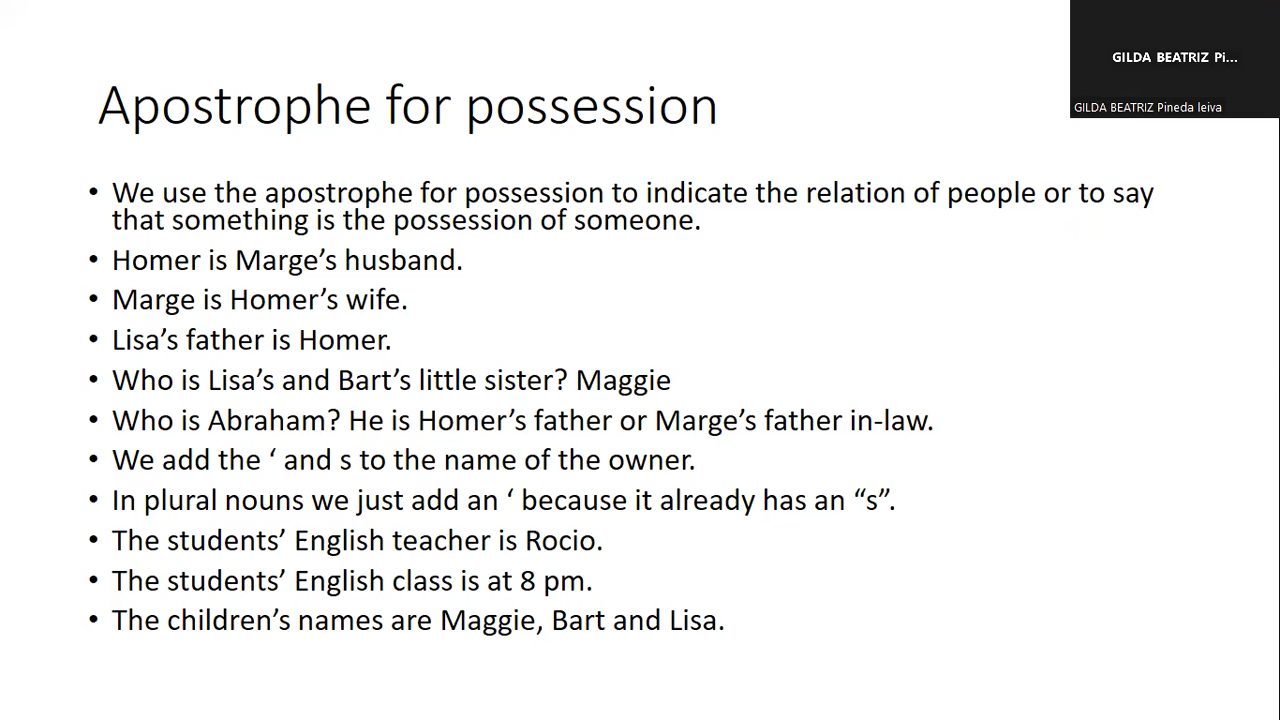 GILDA BEATRIZ Pi...
GILDA BEATRIZ Pineda leiva
Apostrophe for possession
• We use the apostrophe for possession to indicate the relation of people or to say
that something is the possession of someone.
• Homer is Marge’s husband.
• Marge is Homer’s wife.
• Lisa’s father is Homer.
• Who is Lisa’s and Bart’s little sister? Maggie
• Who is Abraham? He is Homer’s father or Marge’s father in-law.
• We add the ‘ and s to the name of the owner.
• In plural nouns we just add an ‘ because it already has an “s”.
• The students’ English teacher is Rocio.
• The students’ English class is at 8 pm.
• The children’s names are Maggie, Bart and Lisa.